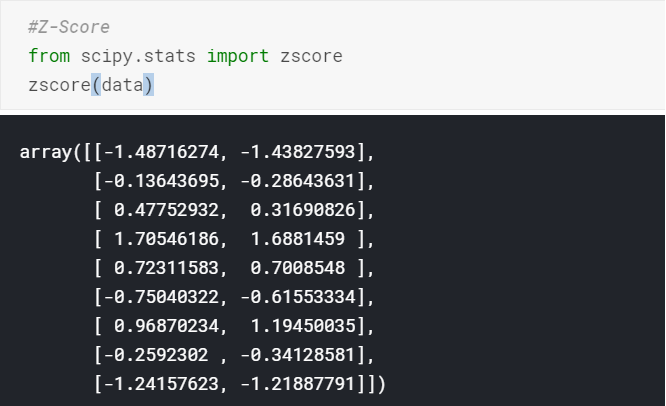 #Z-Score
from scipy.stats import zscore
zscore(data)
array([[-1.48716274, -1.43827593],
       [-0.13643695, -0.28643631],
       [ 0.47752932,  0.31690826],
       [ 1.70546186,  1.6881459 ],
       [ 0.72311583,  0.7008548 ],
       [-0.75040322, -0.61553334],
       [ 0.96870234,  1.19450035],
       [-0.2592302 , -0.34128581],
       [-1.24157623, -1.21887791]])